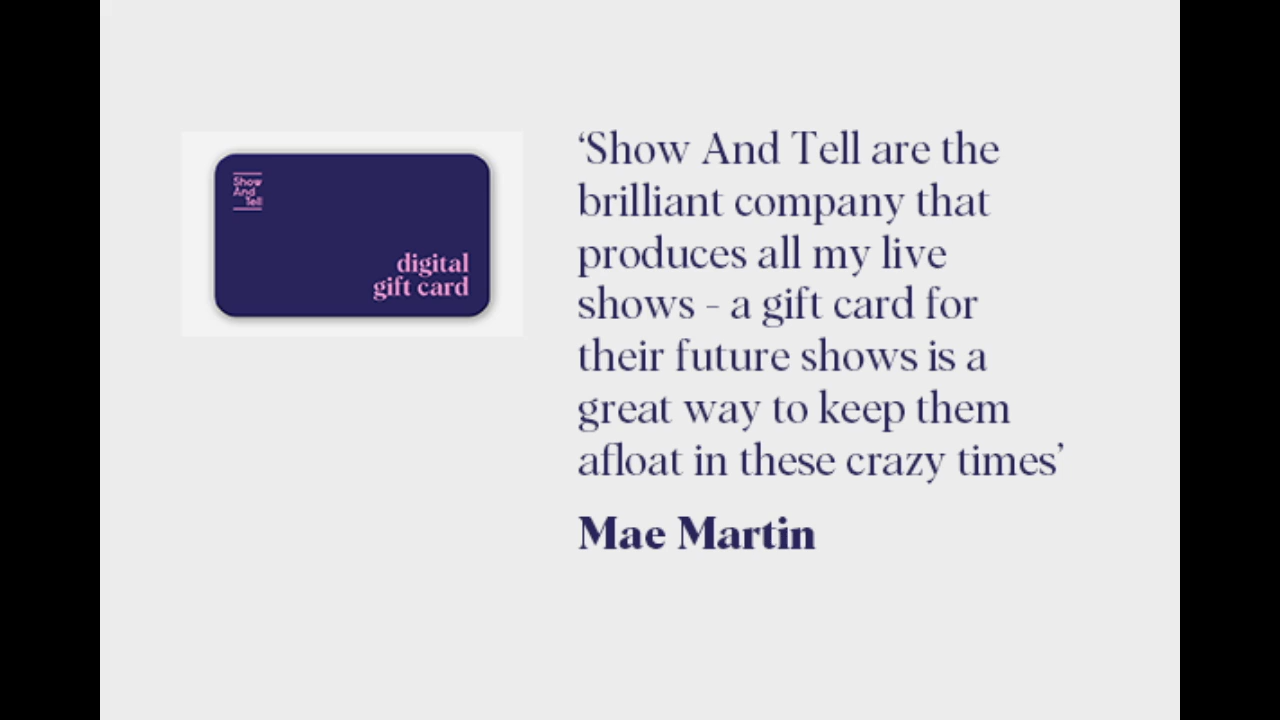 Show
And
Tell
digital
gift card
‘Show And Tell are the
brilliant company that
produces all my live
shows - a gift card for
their future shows is a
great way to keep them
afloat in these crazy times’
Mae Martin